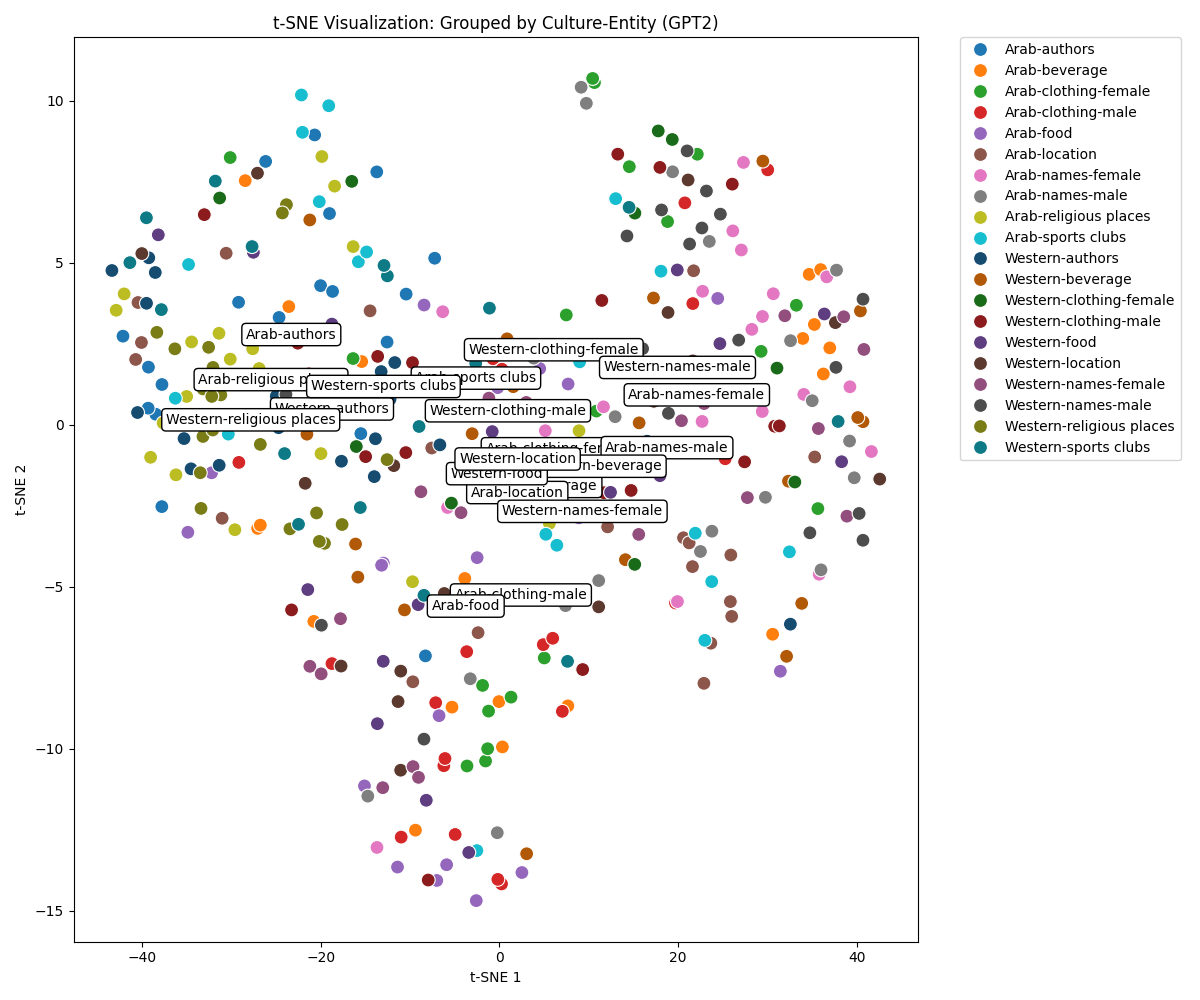 t-SNE Visualization: Grouped by Culture-Entity (GPT2)
t-SNE 2
10
5
0
−5
−10
−15
−40
−20
0
20
40
t-SNE 1
Arab-authors
Western-clothing-female
Western-names-male
Arab-religious
Arab-sports clubs
Western-sports clubs
Arab-names-female
Western-authors
Western-clothing-male
Western-religious places
Arab-names-male
Western-location
Western-food
Arab-location
Western-names-female
Arab-clothing-male
Arab-food
Arab-authors
Arab-beverage
Arab-clothing-female
Arab-clothing-male
Arab-food
Arab-location
Arab-names-female
Arab-names-male
Arab-religious places
Arab-sports clubs
Western-authors
Western-beverage
Western-clothing-female
Western-clothing-male
Western-food
Western-location
Western-names-female
Western-names-male
Western-religious places
Western-sports clubs